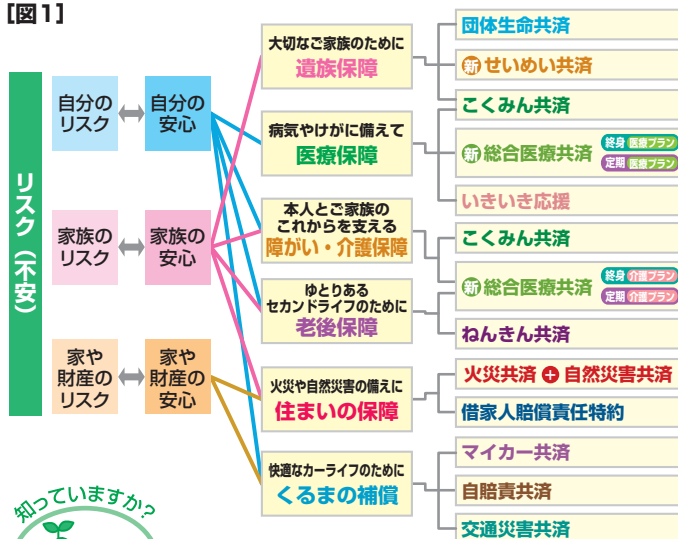 [図1]
リスク（不安）
自分の
リスク
自分の
安心
家族の
リスク
家族の
安心
家や
財産の
リスク
家や
財産の
安心
大切なご家族のために
遺族保障
病気やけがに備えて
医療保障
本人とご家族の
これからを支える
障がい・介護保障
ゆとりある
セカンドライフのために
老後保障
火災や自然災害の備えに
住まいの保障
快適なカーライフのために
くるまの補償
団体生命共済
新せいめい共済
こくみん共済
新総合医療共済 終身医療プラン
定期医療プラン
いきいき応援
こくみん共済
新総合医療共済 終身介護プラン
定期介護プラン
ねんきん共済
火災共済+自然災害共済
借家人賠償責任特約
マイカー共済
自賠責共済
交通災害共済
知っていますか?